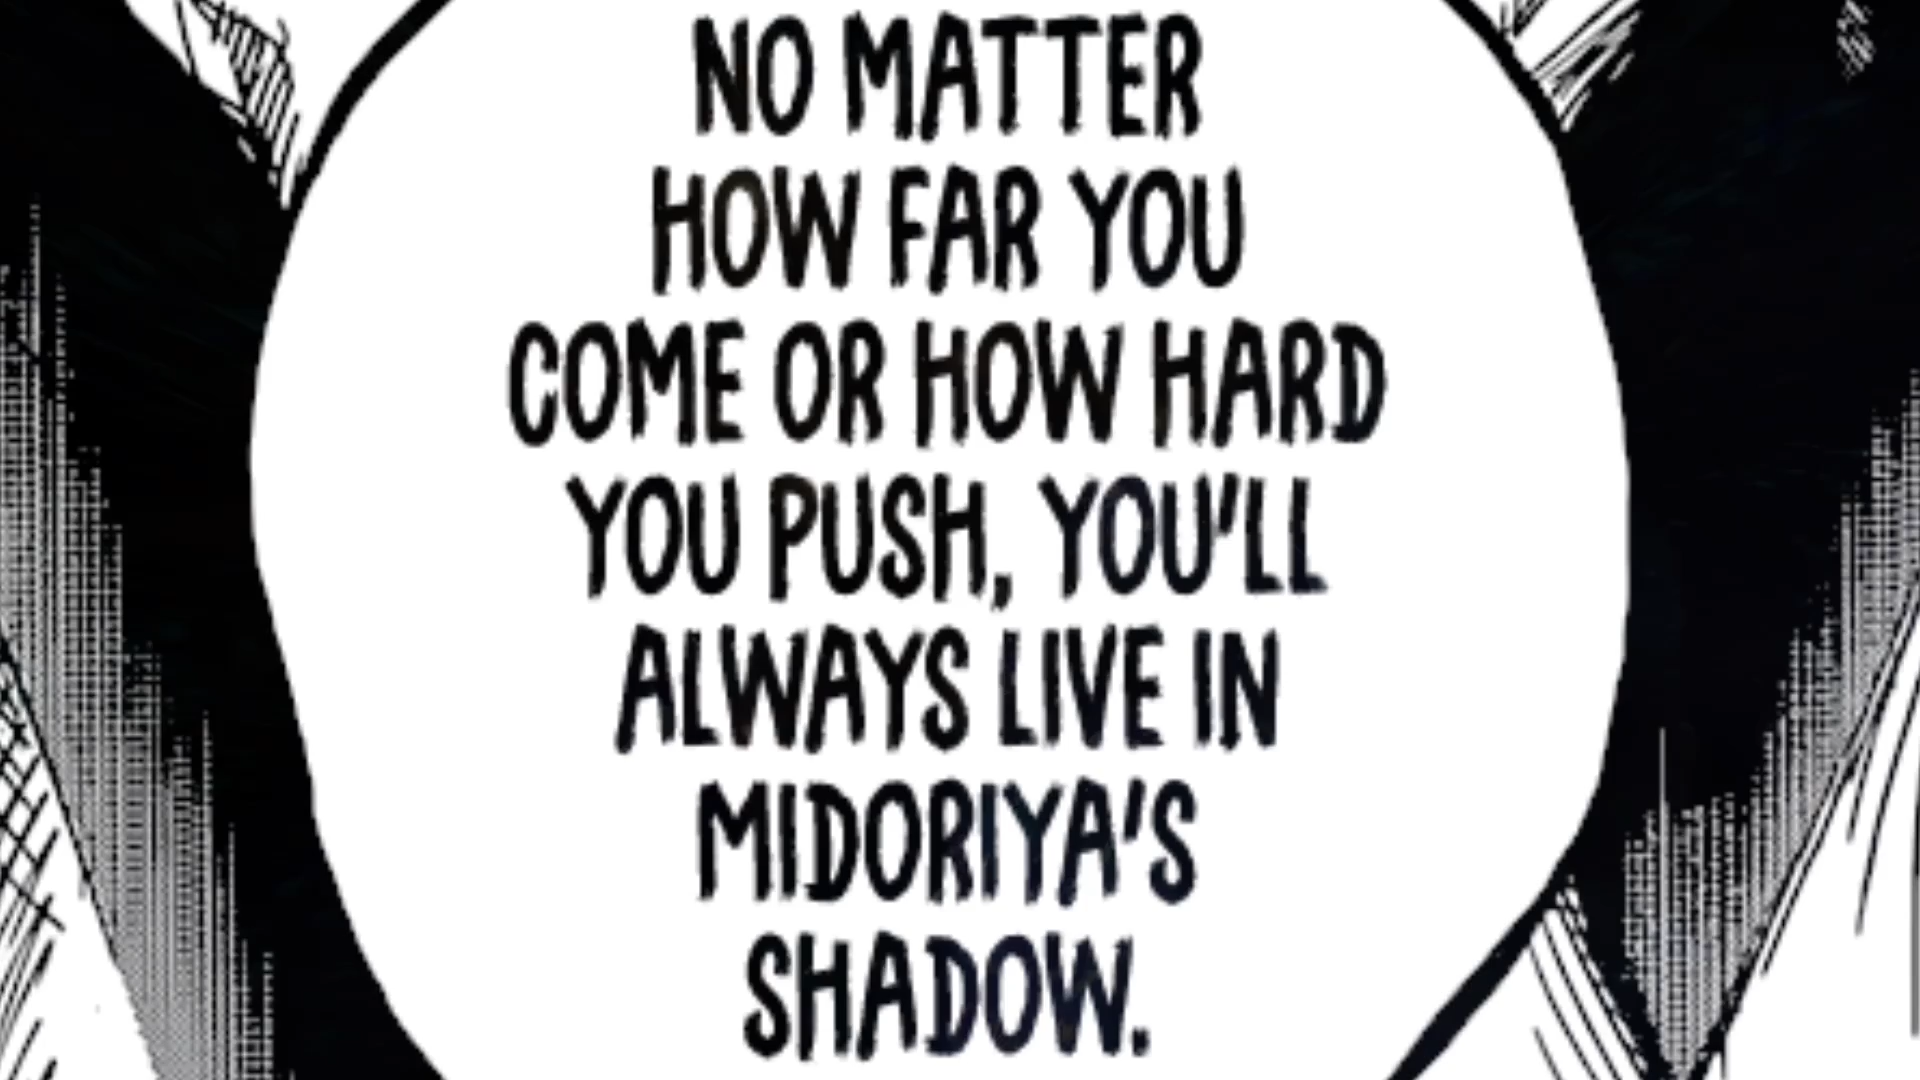 NO MATTER
HOW FAR YOU
COME OR HOW HARD
YOU PUSH, YOU'LL
ALWAYS LIVE IN
MIDORIYA'S
SHADOW.